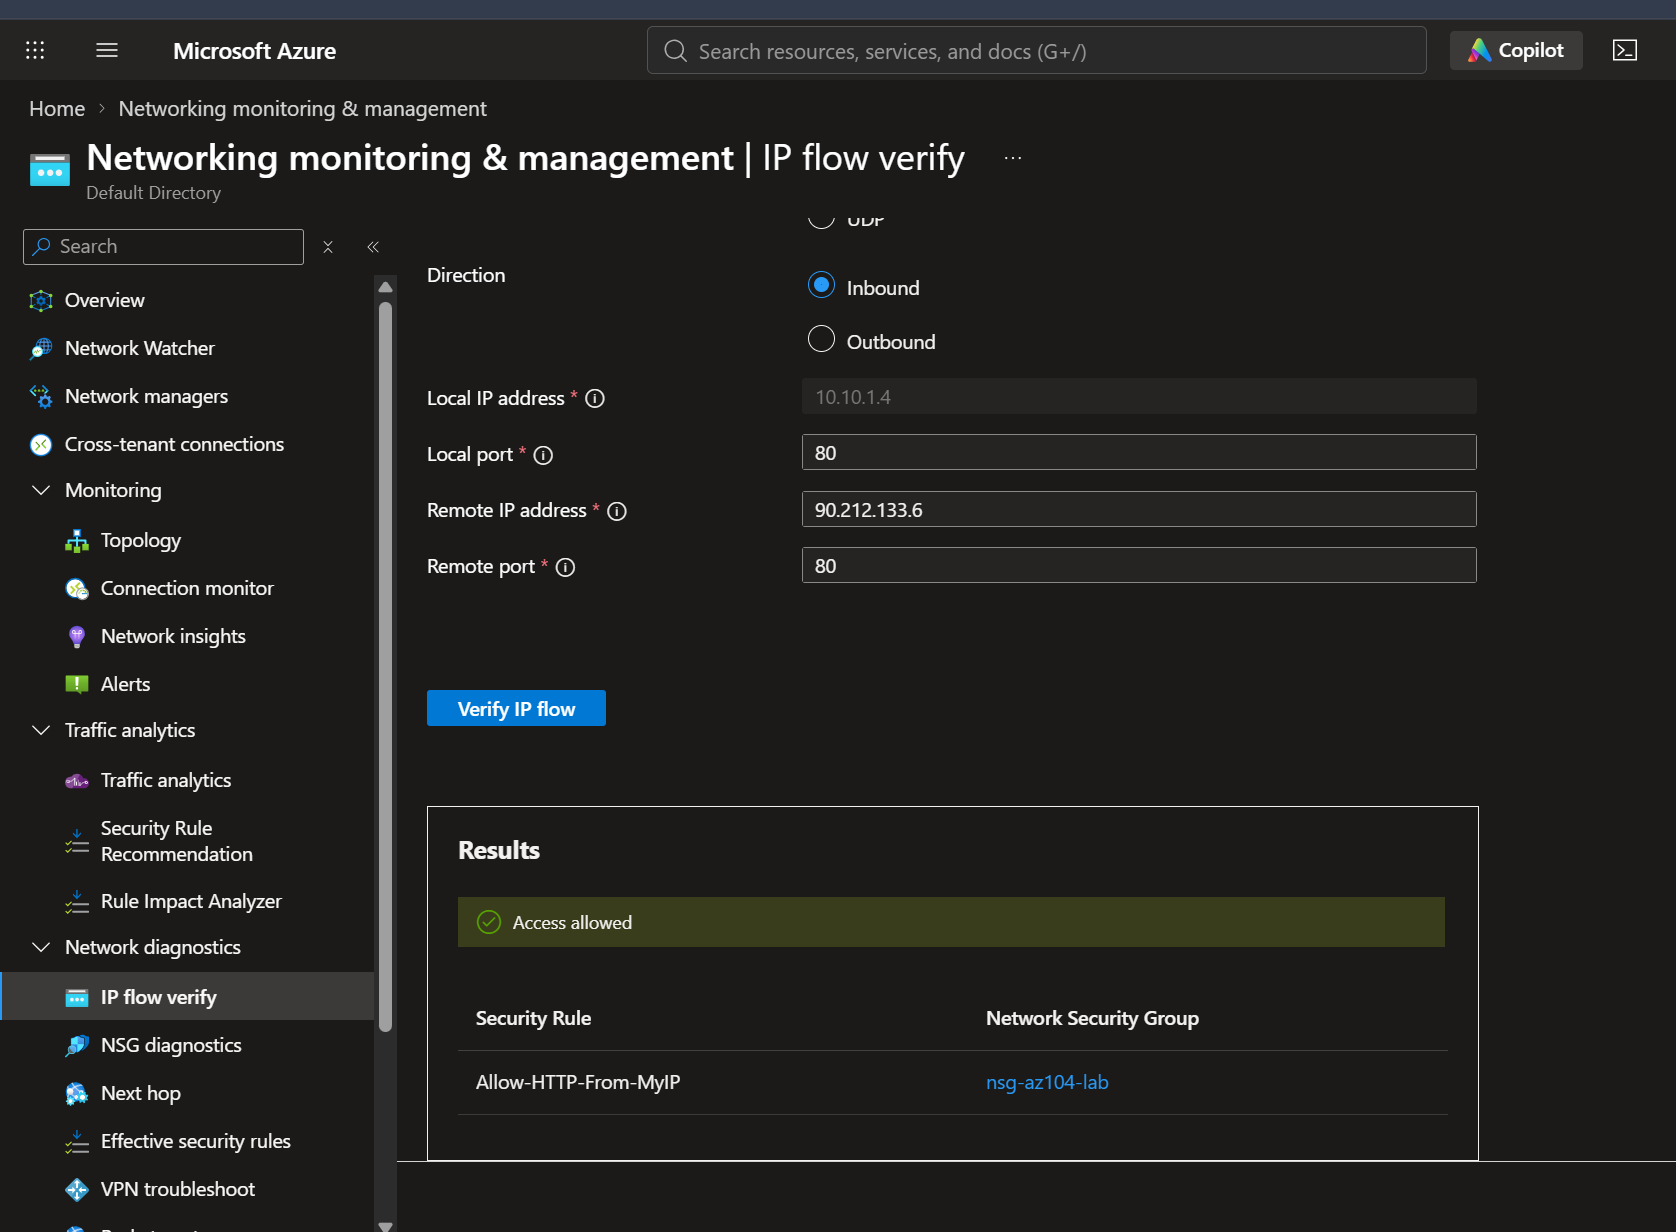 Microsoft Azure
Search resources, services, and docs (G+/)
Copilot
Home > Networking monitoring & management
Networking monitoring & management | IP flow verify ...
Default Directory
Search
Overview
Network Watcher
Network managers
Cross-tenant connections
Monitoring
Topology
Connection monitor
Network insights
Alerts
Traffic analytics
Traffic analytics
Security Rule
Recommendation
Rule Impact Analyzer
Network diagnostics
IP flow verify
NSG diagnostics
Next hop
Effective security rules
VPN troubleshoot
UDP
Direction
Inbound
Outbound
Local IP address *
10.10.1.4
Local port *
80
Remote IP address *
90.212.133.6
Remote port *
80
Verify IP flow
Results
Access allowed
Security Rule
Network Security Group
Allow-HTTP-From-MyIP
nsg-az104-lab